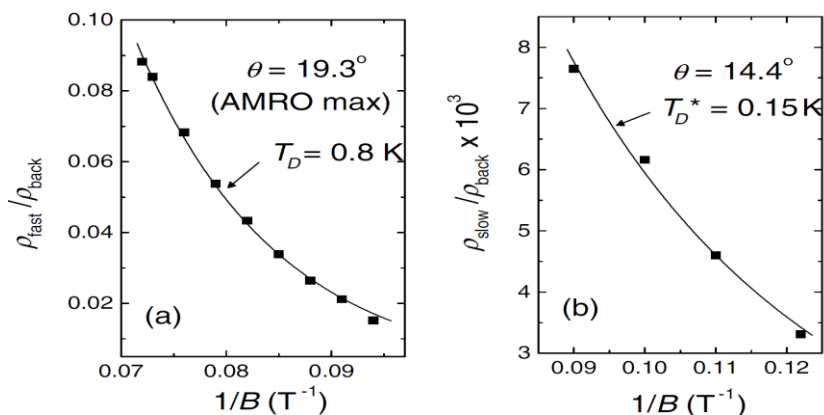 0.10
0.08
0.06
0.04
0.02
ρfast/ρback
θ = 19.3°
(AMRO max)
TD = 0.8 K
(a)
0.07 0.08 0.09
1/B (T⁻¹)
8
7
6
5
4
3
ρslow/ρback x 10³
θ = 14.4°
TD* = 0.15 K
(b)
0.09 0.10 0.11 0.12
1/B (T⁻¹)